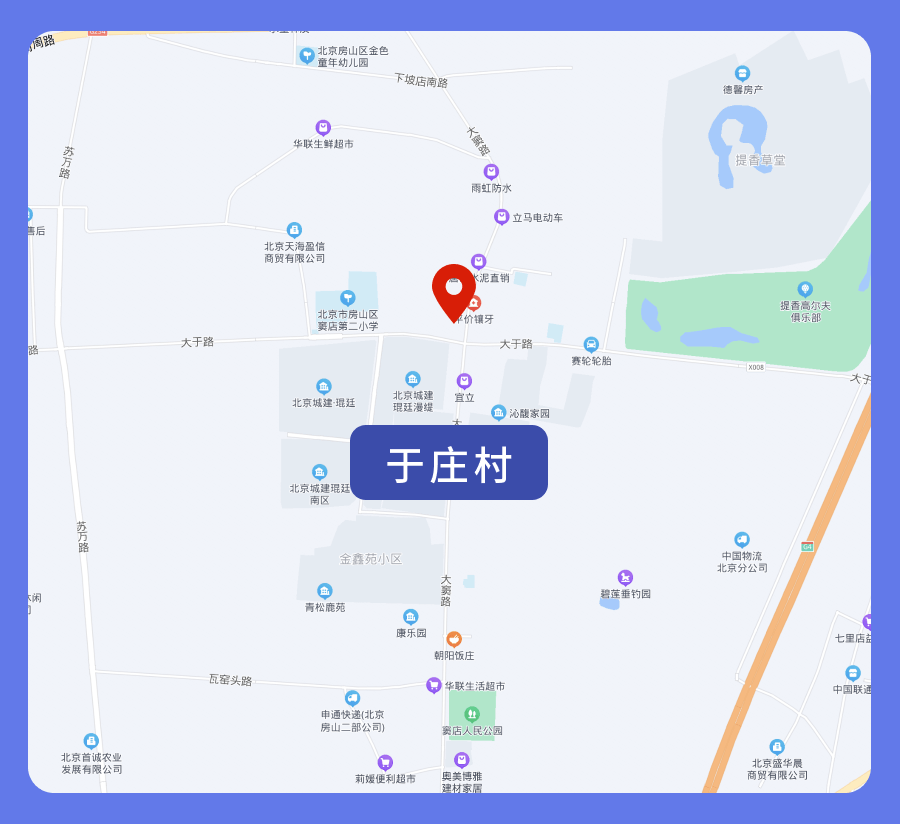 周路
北京房山区金色
童年幼儿园
下坡店南路
德馨房产
华联生鲜超市
大窦路
提香草堂
苏万路
雨虹防水
立马电动车
售后
北京天海盈信
商贸有限公司
水泥直销
提香高尔夫
俱乐部
北京市房山区
窦店第二小学
平价镶牙
大于路
大于路
路
赛轮轮胎
X008
大于
北京城建·琨廷
北京城建
琨廷漫缇
宜立
沁馥家园
大
于庄村
北京城建琨廷
南区
苏万路
金鑫苑小区
G4
中国物流
北京分公司
大窦路
碧莲垂钓园
休闲
青松鹿苑
康乐园
朝阳饭庄
七里店益
瓦窑头路
华联生活超市
中国联通
申通快递(北京
房山二部公司)
窦店人民公园
北京首诚农业
发展有限公司
莉媛便利超市
奥美博雅
建材家居
北京盛华晨
商贸有限公司